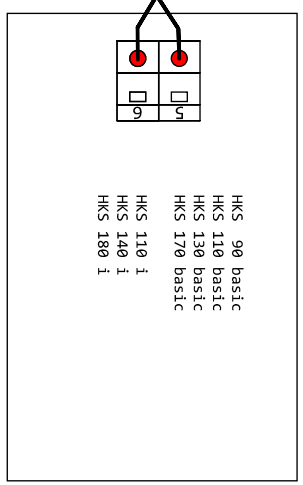 5 6
HKS 90 basic
HKS 110 basic
HKS 130 basic
HKS 170 basic
HKS 110 i
HKS 140 i
HKS 180 i